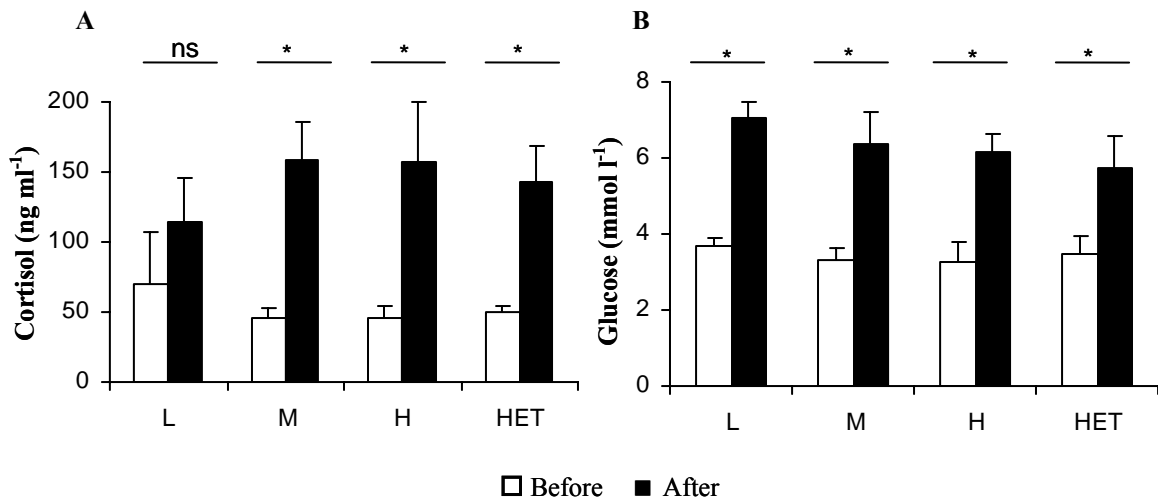 A
ns * * *
Cortisol (ng ml-1)
200
150
100
50
0
L M H HET
B
* * * *
Glucose (mmol l-1)
8
6
4
2
0
L M H HET
Before After